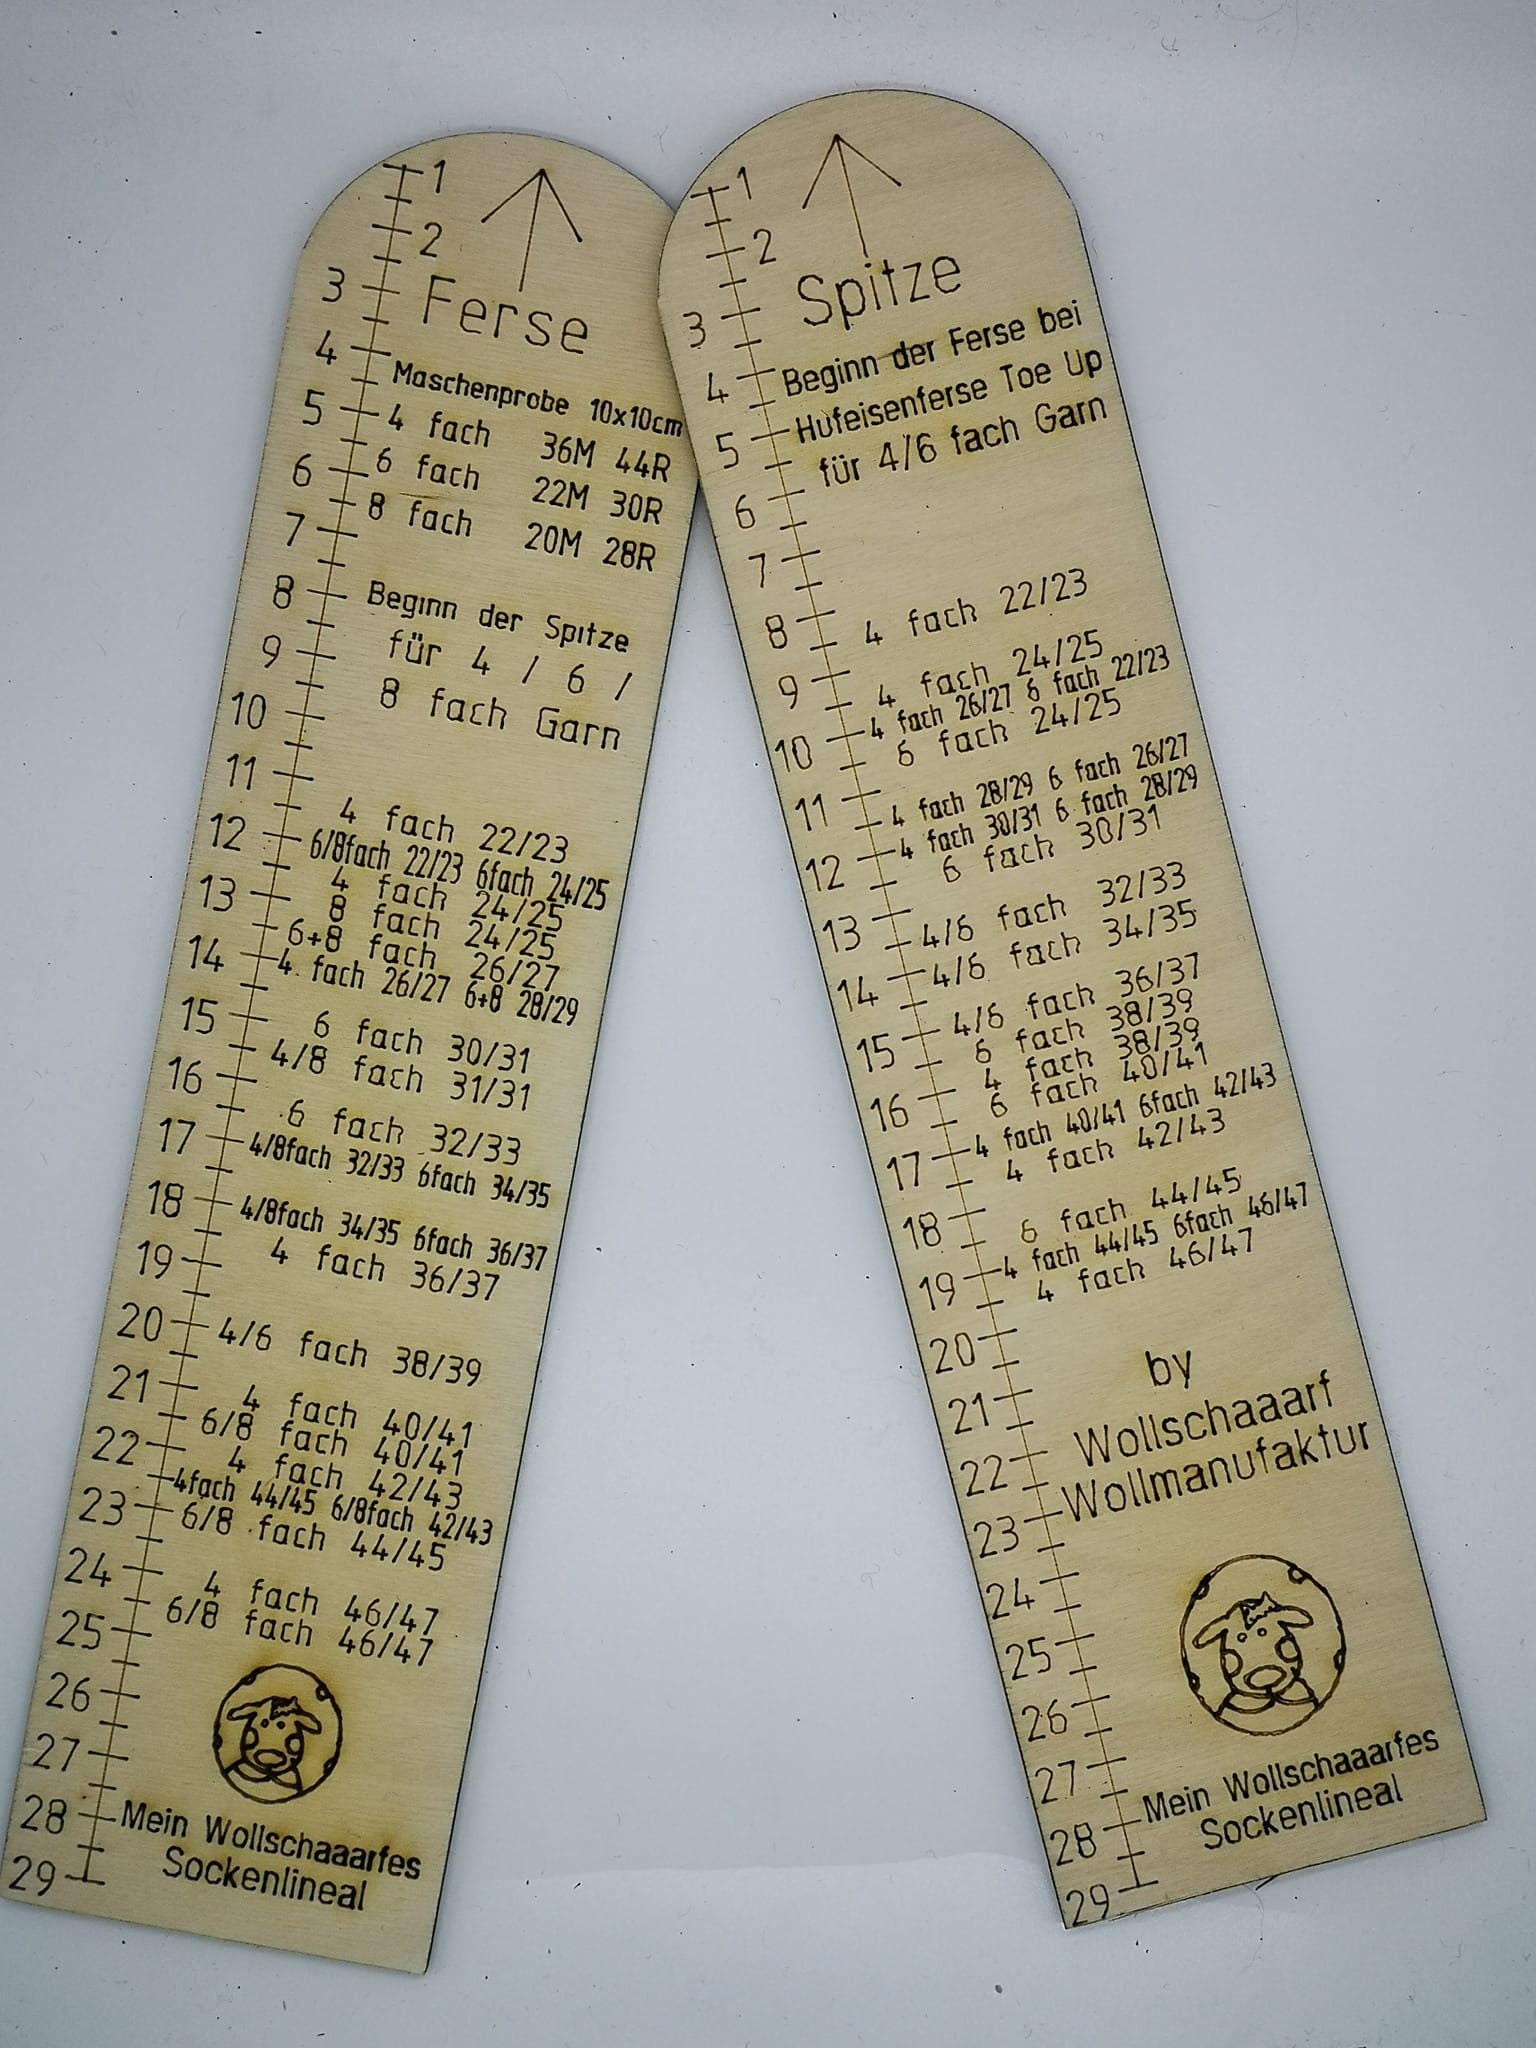 1
2
3
Ferse
4
Maschenprobe 10x10cm
5
4 fach 36M 44R
6
6 fach 22M 30R
8 fach 20M 28R
7
8
Beginn der Spitze
9
für 4 / 6 /
10
8 fach Garn
11
4 fach 22/23
12
6/8fach 22/23 6fach 24/25
4 fach 24/25
13
8 fach 24/25
6+8 fach 26/27
14
4 fach 26/27 6+8 28/29
15
6 fach 30/31
4/8 fach 31/31
16
6 fach 32/33
17
4/8fach 32/33 6fach 34/35
18
4/8fach 34/35 6fach 36/37
19
4 fach 36/37
20
4/6 fach 38/39
21
4 fach 40/41
6/8 fach 40/41
22
4 fach 42/43
4fach 44/45 6/8fach 42/43
23
6/8 fach 44/45
24
4 fach 46/47
6/8 fach 46/47
25
26
27
28
Mein Wollschaaarfes
Sockenlineal
29
1
2
Spitze
3
Beginn der Ferse bei
4
Hufeisenferse Toe Up
5
für 4/6 fach Garn
6
7
8
4 fach 22/23
9
4 fach 24/25
4 fach 26/27 6 fach 22/23
10
6 fach 24/25
11
4 fach 28/29 6 fach 26/27
4 fach 30/31 6 fach 28/29
12
6 fach 30/31
13
4/6 fach 32/33
4/6 fach 34/35
14
4/6 fach 36/37
15
6 fach 38/39
4 fach 38/39
16
6 fach 40/41
4 fach 40/41 6fach 42/43
17
4 fach 42/43
18
6 fach 44/45
4 fach 44/45 6fach 46/47
19
4 fach 46/47
20
by
21
Wollschaaarf
22
Wollmanufaktur
23
24
25
26
27
28
Mein Wollschaaarfes
Sockenlineal
29